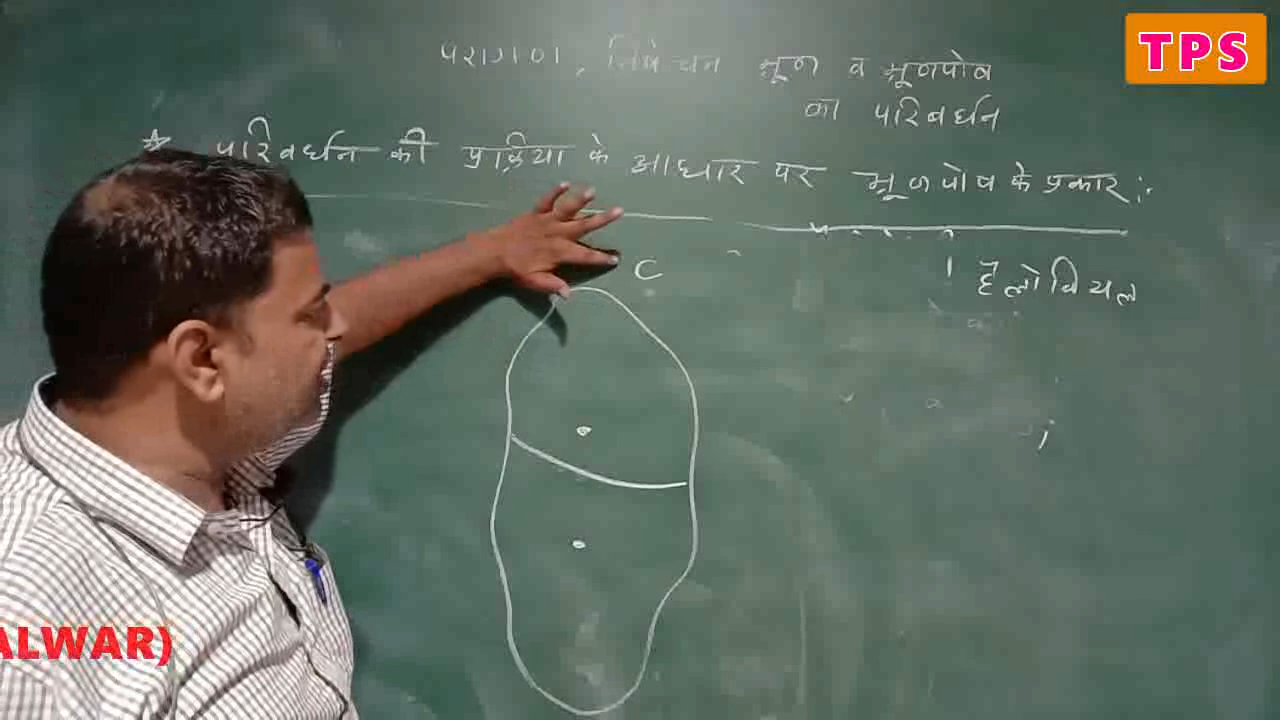 TPS
परागण, निषेचन भ्रूण व भ्रूणपोष
का परिवर्धन
* परिवर्धन की प्रक्रिया के आधार पर भ्रूणपोष के प्रकार :-
C
हैलोबियल
ALWAR)